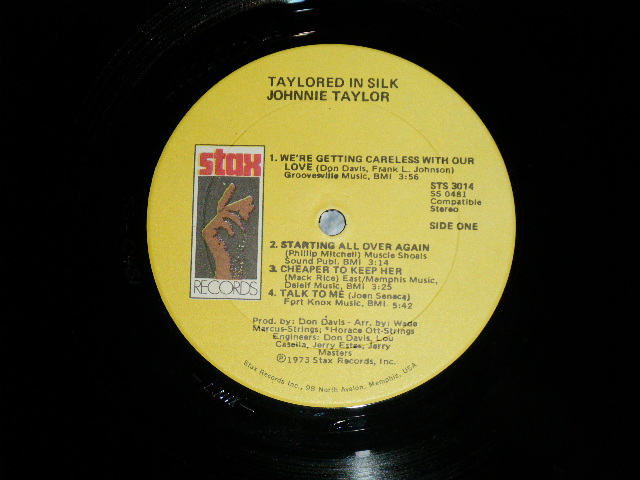 TAYLORED IN SILK
JOHNNIE TAYLOR
stax
RECORDS
1. WE'RE GETTING CARELESS WITH OUR
LOVE (Don Davis, Frank L. Johnson)
Groovesville Music, BMI 3:56
STS 3014
SS 0481
Compatible
Stereo
SIDE ONE
2. STARTING ALL OVER AGAIN
(Phillip Mitchell) Muscle Shoals
Sound Publ. BMI 3:14
3. CHEAPER TO KEEP HER
(Mack Rice) East/Memphis Music,
Deleif Music, BMI 3:25
4. TALK TO ME (Joen Seneca)
Fort Knox Music, BMI 5:42
Prod. by: Don Davis - Arr. by: Wade
Marcus-Strings; *Horace Ott-Strings
Engineers: Don Davis, Lou
Casella, Jerry Estes, Jerry
Masters
℗1973 Stax Records, Inc.
Stax Records Inc., 98 North Avalon, Memphis, USA